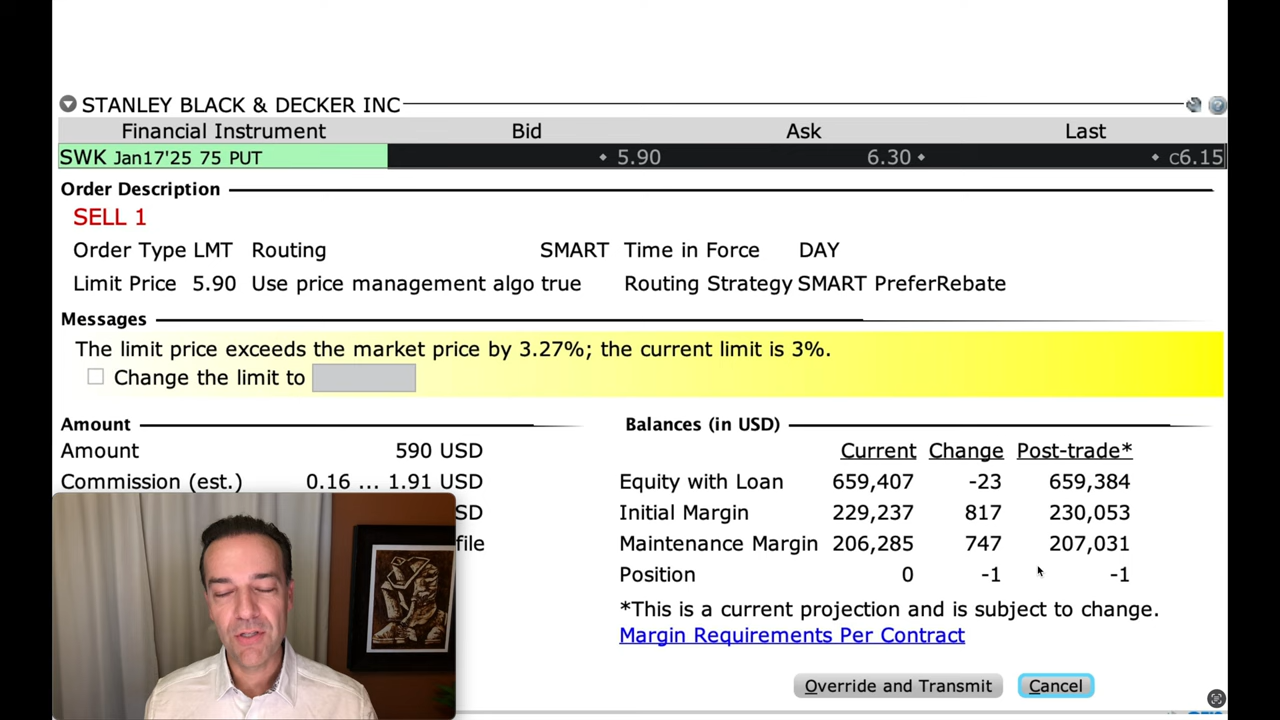 STANLEY BLACK & DECKER INC
Financial Instrument Bid Ask Last
SWK Jan17'25 75 PUT 5.90 6.30 c6.15
Order Description
SELL 1
Order Type LMT Routing SMART Time in Force DAY
Limit Price 5.90 Use price management algo true Routing Strategy SMART PreferRebate
Messages
The limit price exceeds the market price by 3.27%; the current limit is 3%.
Change the limit to
Amount
Amount 590 USD
Commission (est.) 0.16 ... 1.91 USD
SD
file
Balances (in USD)
Current Change Post-trade*
Equity with Loan 659,407 -23 659,384
Initial Margin 229,237 817 230,053
Maintenance Margin 206,285 747 207,031
Position 0 -1 -1
*This is a current projection and is subject to change.
Margin Requirements Per Contract
Override and Transmit Cancel